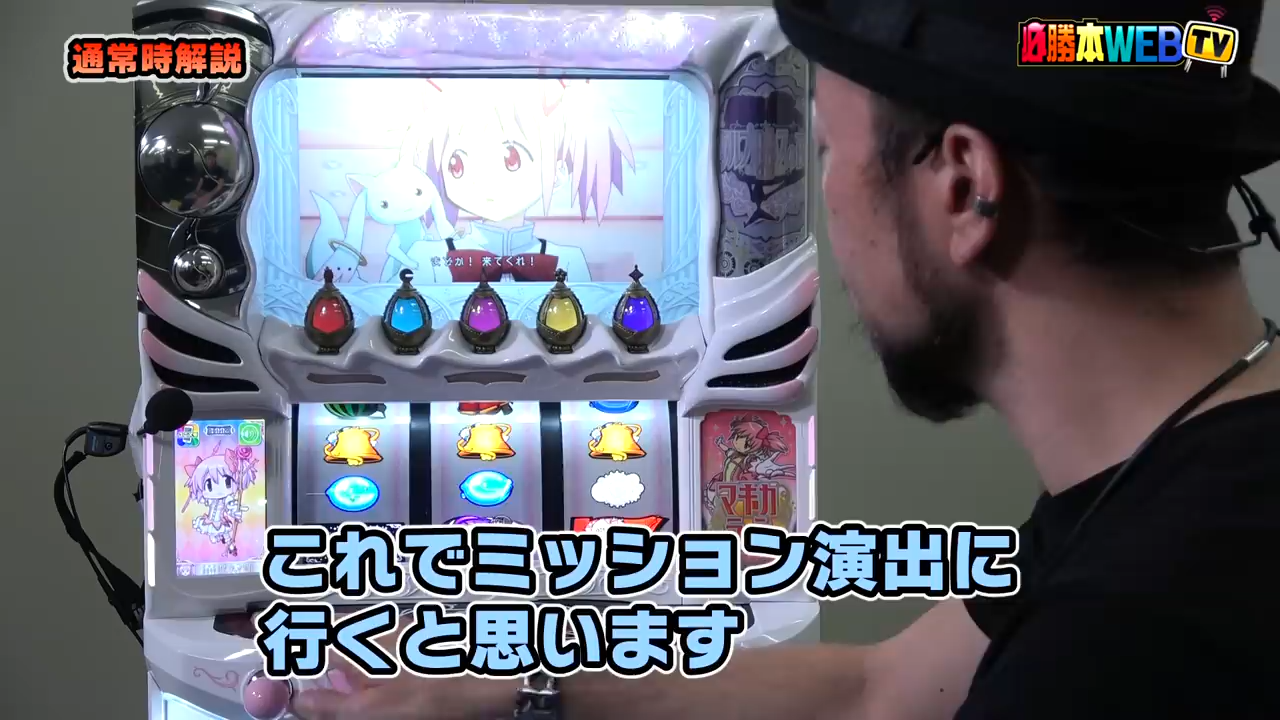 通常時解説
必勝本WEBTV
まどか！来てくれ！
マギカ
これでミッション演出に
行くと思います